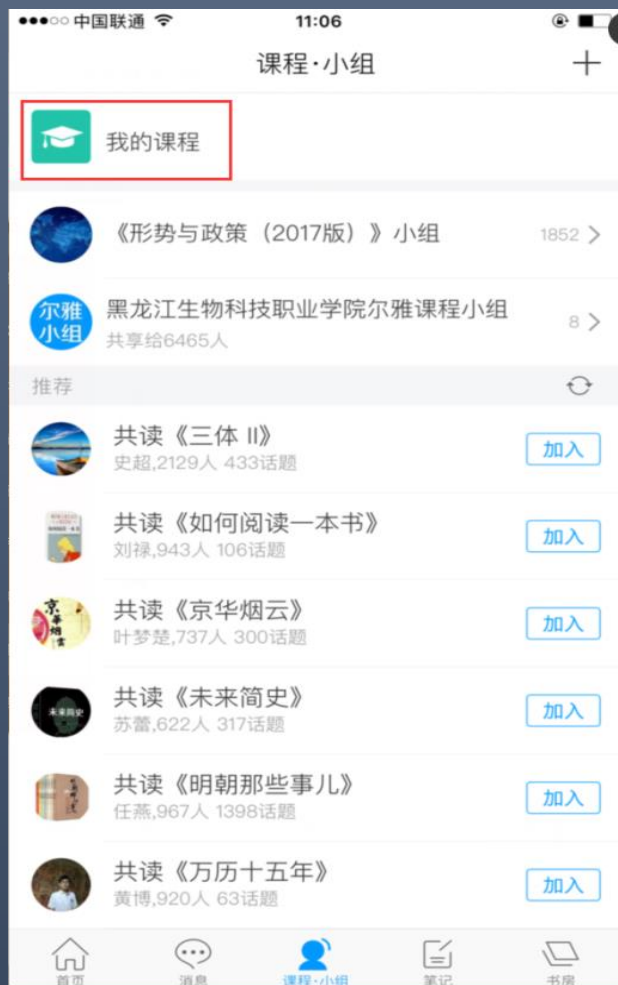 中国联通
11:06
课程·小组
我的课程
《形势与政策（2017版）》小组
1852
尔雅
小组
黑龙江生物科技职业学院尔雅课程小组
8
共享给6465人
推荐
共读《三体 II》
史超,2129人 433话题
加入
共读《如何阅读一本书》
刘禄,943人 106话题
加入
京华烟云
共读《京华烟云》
叶梦楚,737人 300话题
加入
未来简史
共读《未来简史》
苏蕾,622人 317话题
加入
共读《明朝那些事儿》
任燕,967人 1398话题
加入
共读《万历十五年》
黄博,920人 63话题
加入
首页
消息
课程·小组
笔记
书房